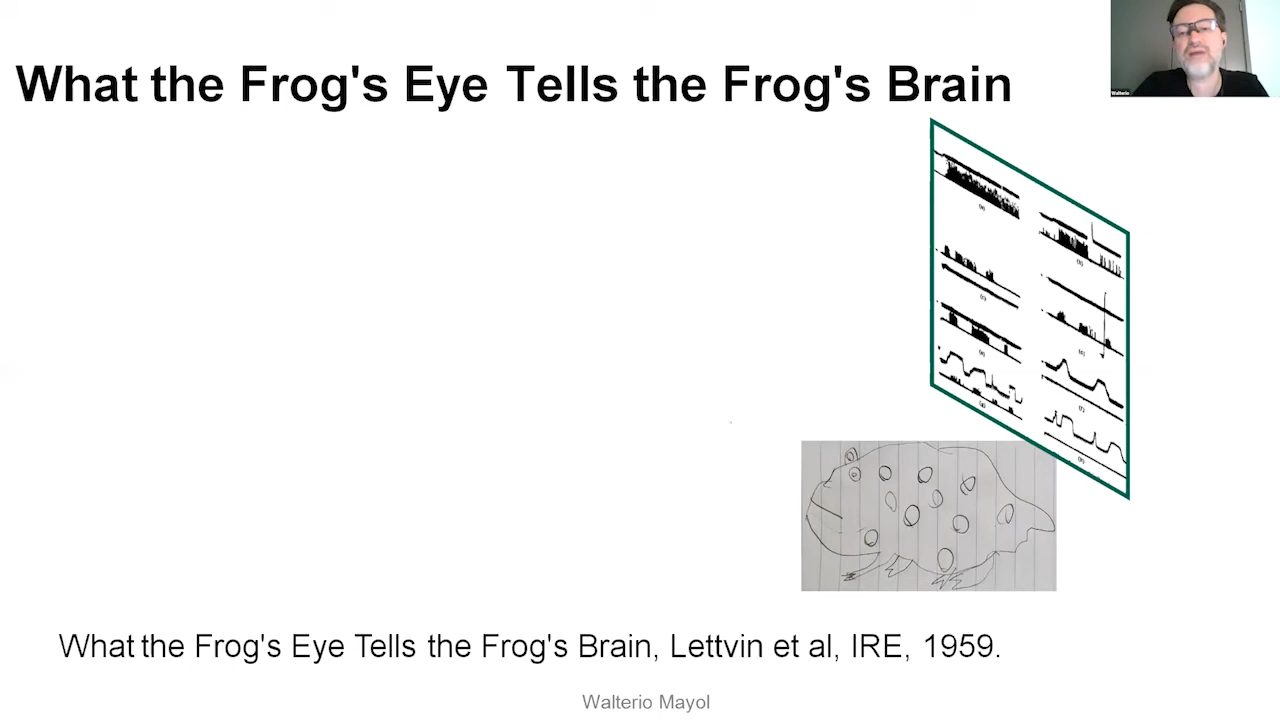 What the Frog's Eye Tells the Frog's Brain
Walterio
What the Frog's Eye Tells the Frog's Brain, Lettvin et al, IRE, 1959.
Walterio Mayol